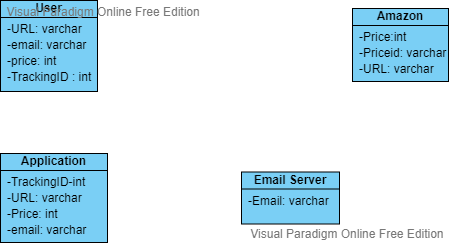 User
Visual Paradigm Online Free Edition
-URL: varchar
-email: varchar
-price: int
-TrackingID : int
Amazon
-Price:int
-Priceid: varchar
-URL: varchar
Application
-TrackingID-int
-URL: varchar
-Price: int
-email: varchar
Email Server
-Email: varchar
Visual Paradigm Online Free Edition